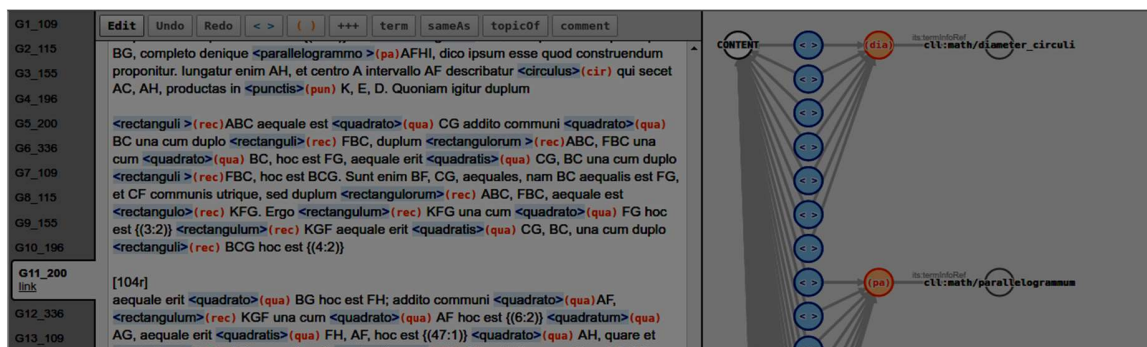 G1_109
G2_115
G3_155
G4_196
G5_200
G6_336
G7_109
G8_115
G9_155
G10_196
G11_200
link
G12_336
G13_109
Edit Undo Redo < > ( ) +++ term sameAs topicOf comment
BG, completo denique <parallelogrammo >(pa)AFHI, dico ipsum esse quod construendum
proponitur. Iungatur enim AH, et centro A intervallo AF describatur <circulus>(cir) qui secet
AC, AH, productas in <punctis>(pun) K, E, D. Quoniam igitur duplum
<rectanguli >(rec)ABC aequale est <quadrato>(qua) CG addito communi <quadrato>(qua)
BC una cum duplo <rectanguli>(rec) FBC, duplum <rectangulorum >(rec)ABC, FBC una
cum <quadrato>(qua) BC, hoc est FG, aequale erit <quadratis>(qua) CG, BC una cum duplo
<rectanguli >(rec)FBC, hoc est BCG. Sunt enim BF, CG, aequales, nam BC aequalis est FG,
et CF communis utrique, sed duplum <rectangulorum>(rec) ABC, FBC, aequale est
<rectangulo>(rec) KFG. Ergo <rectangulum>(rec) KFG una cum <quadrato>(qua) FG hoc
est {(3:2)} <rectangulum>(rec) KGF aequale erit <quadratis>(qua) CG, BC, una cum duplo
<rectanguli>(rec) BCG hoc est {(4:2)}
[104r]
aequale erit <quadrato>(qua) BG hoc est FH; addito communi <quadrato>(qua)AF,
<rectangulum>(rec) KGF una cum <quadrato>(qua) AF hoc est {(6:2)} <quadratum>(qua)
AG, aequale erit <quadratis>(qua) FH, AF, hoc est {(47:1)} <quadrato>(qua) AH, quare et
CONTENT
< >
(dia)
its:termInfoRef
cll:math/diameter_circuli
< >
< >
< >
< >
< >
< >
< >
(pa)
its:termInfoRef
cll:math/parallelogrammum
< >
< >